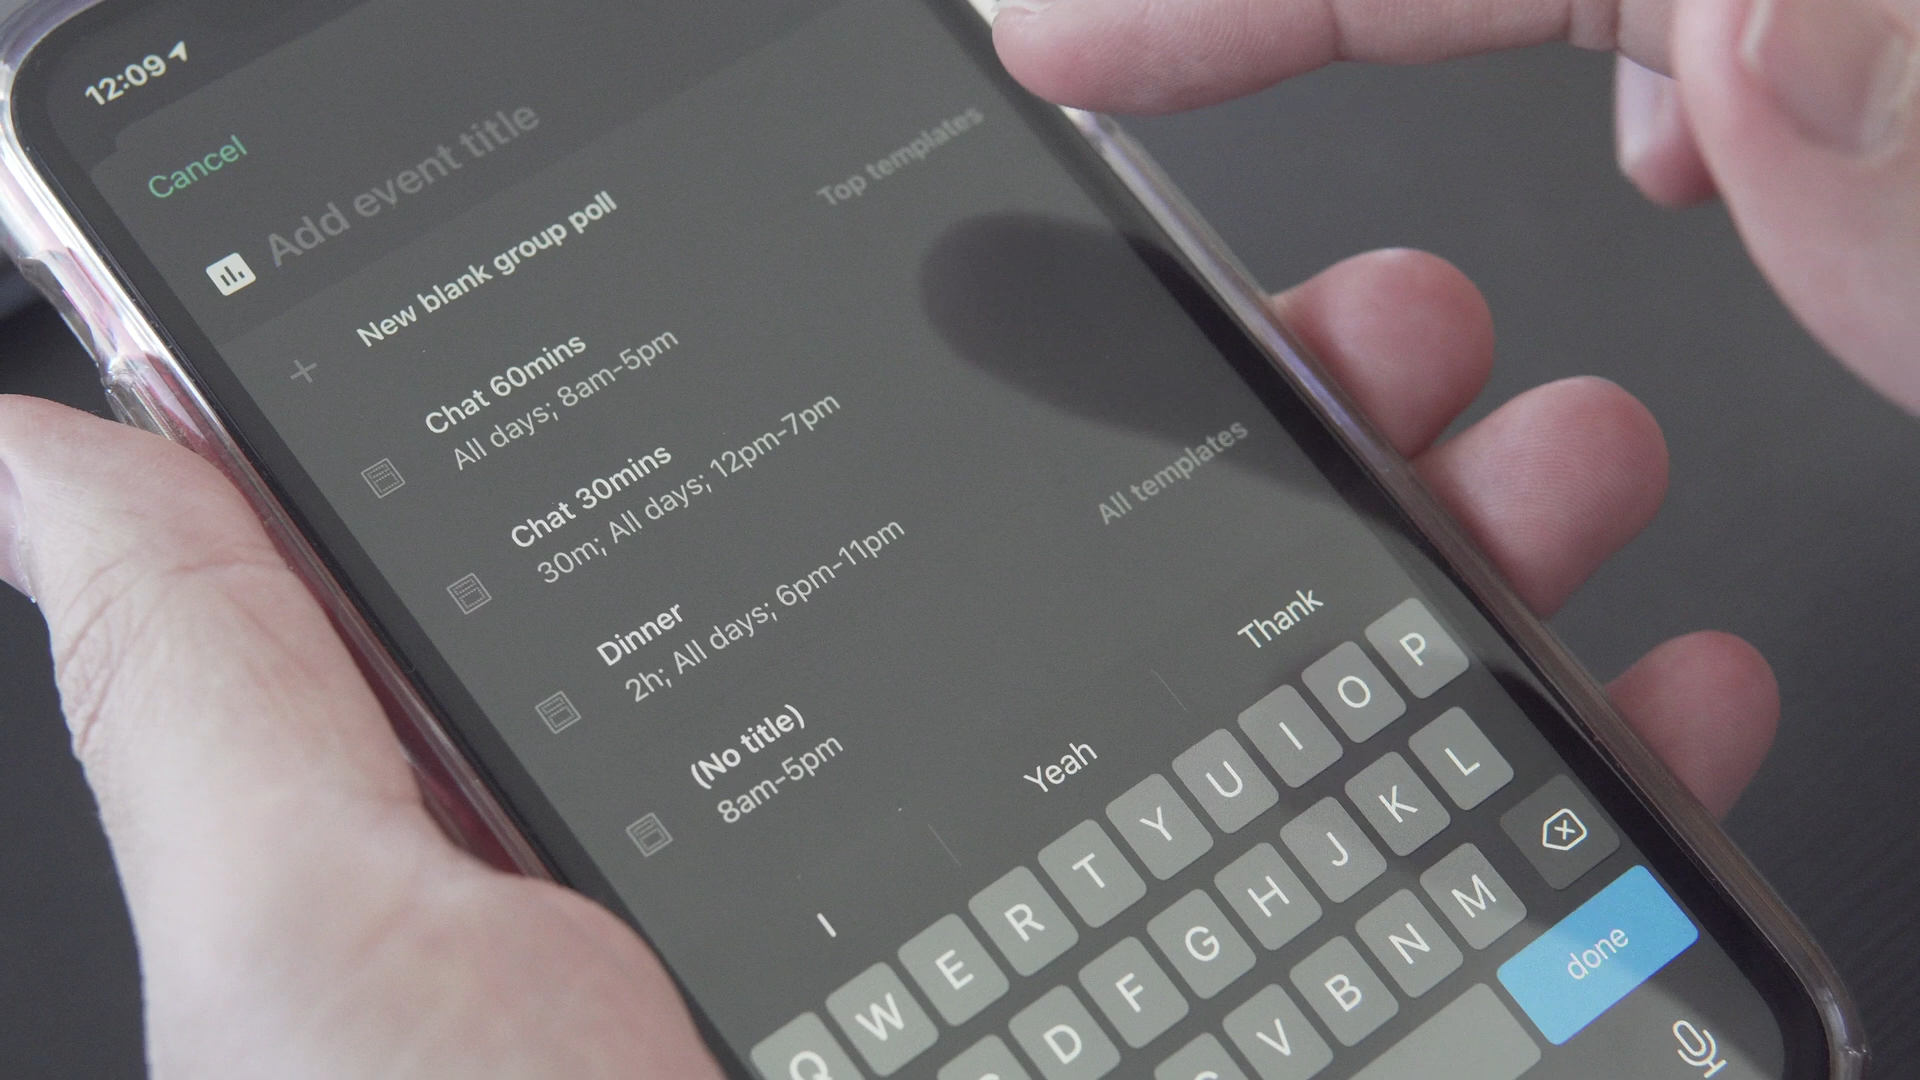 12:09
Cancel
Add event title
Top templates
New blank group poll
Chat 60mins
All days; 8am-5pm
Chat 30mins
30m; All days; 12pm-7pm
All templates
Dinner
2h; All days; 6pm-11pm
(No title)
8am-5pm
I Yeah Thank
Q W E R T Y U I O P
D F G H J K L
V B N M
done